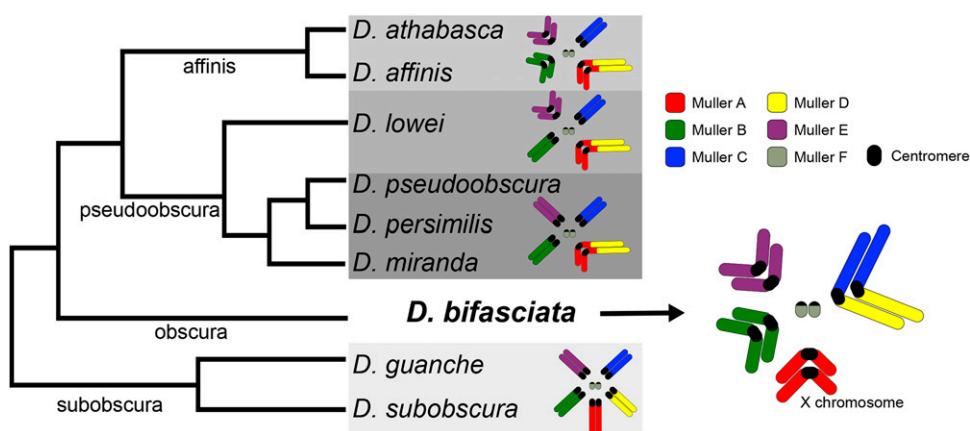 D. athabasca
affinis
D. affinis
D. lowei
D. pseudoobscura
pseudoobscura
D. persimilis
D. miranda
D. bifasciata
obscura
D. guanche
subobscura
D. subobscura
Muller A
Muller D
Muller B
Muller E
Muller C
Muller F
Centromere
X chromosome